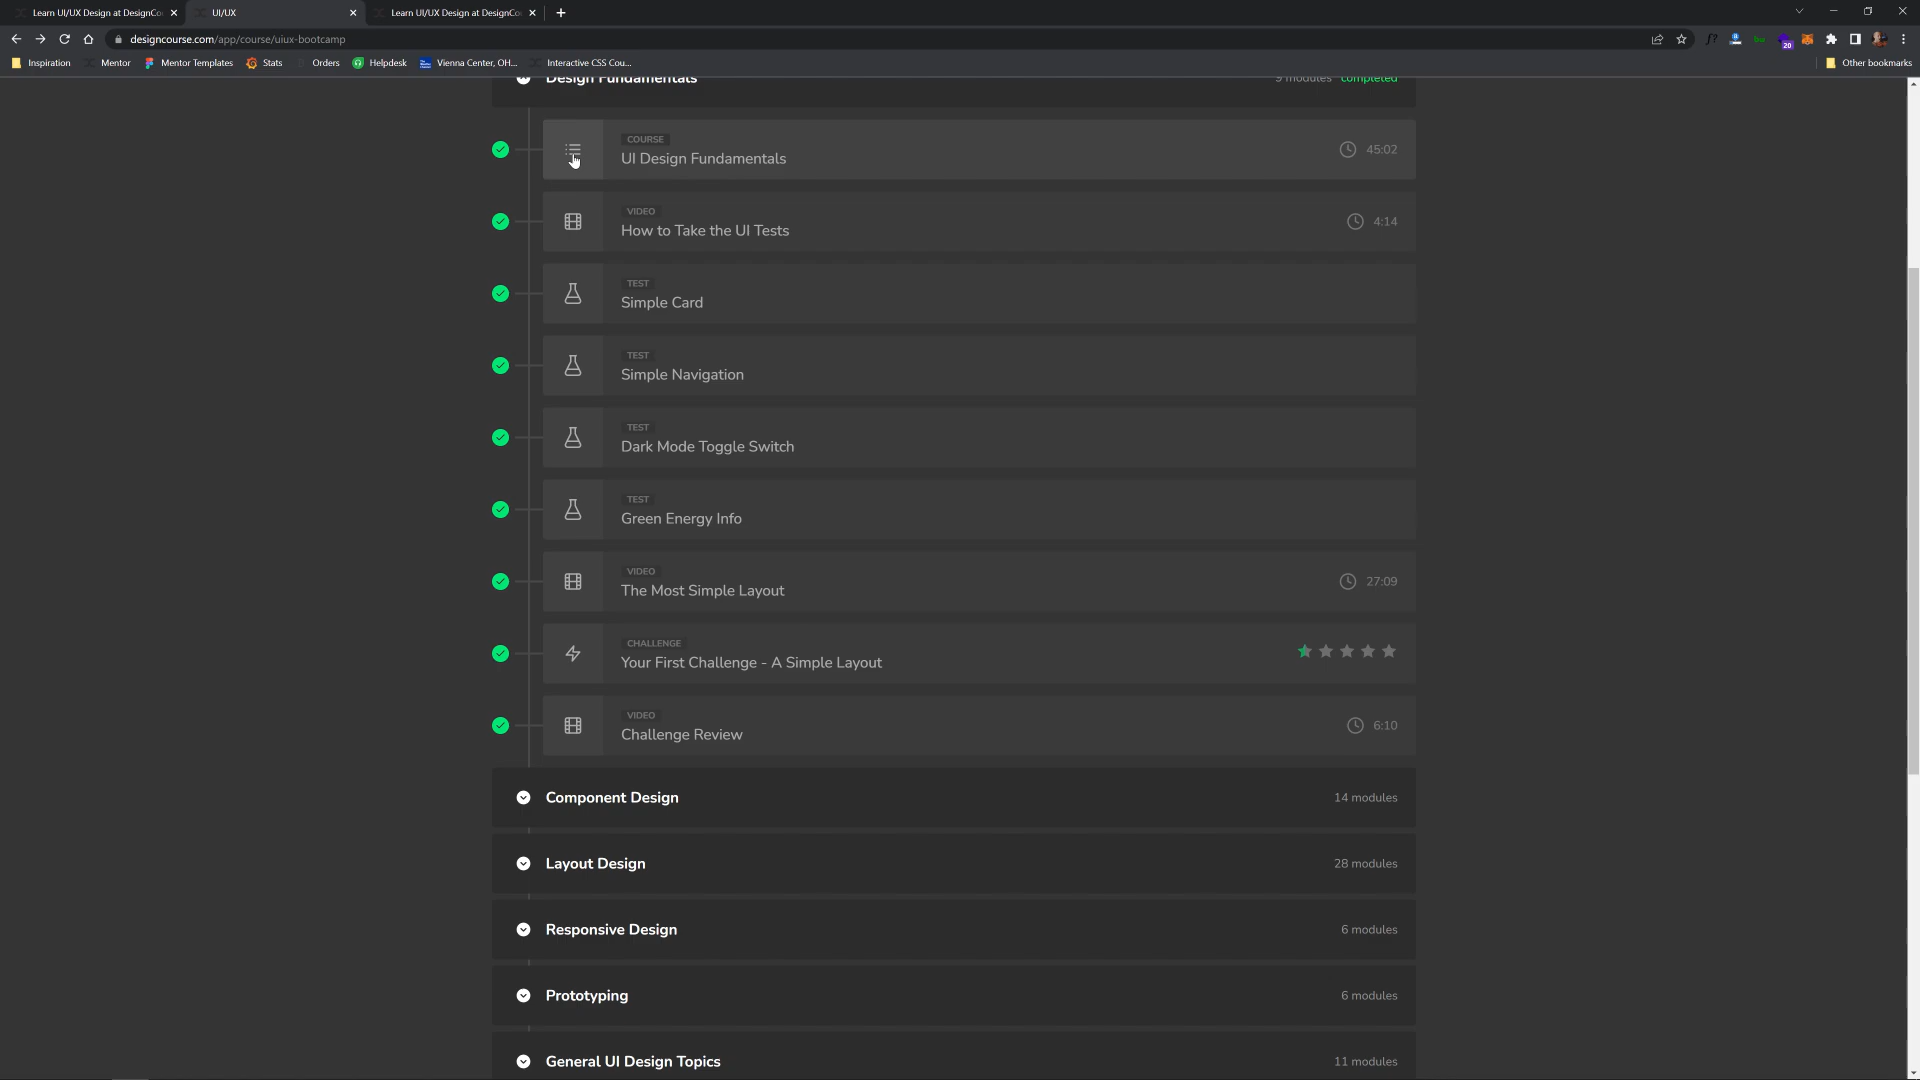 Learn UI/UX Design at DesignCo
UI/UX
Learn UI/UX Design at DesignCo
designcourse.com/app/course/uiux-bootcamp
20
Inspiration
Mentor
Mentor Templates
Stats
Orders
Helpdesk
Vienna Center, OH...
Interactive CSS Cou...
Other bookmarks
Design Fundamentals
9 modules completed
COURSE
UI Design Fundamentals
45:02
VIDEO
How to Take the UI Tests
4:14
TEST
Simple Card
TEST
Simple Navigation
TEST
Dark Mode Toggle Switch
TEST
Green Energy Info
VIDEO
The Most Simple Layout
27:09
CHALLENGE
Your First Challenge - A Simple Layout
VIDEO
Challenge Review
6:10
Component Design
14 modules
Layout Design
28 modules
Responsive Design
6 modules
Prototyping
6 modules
General UI Design Topics
11 modules